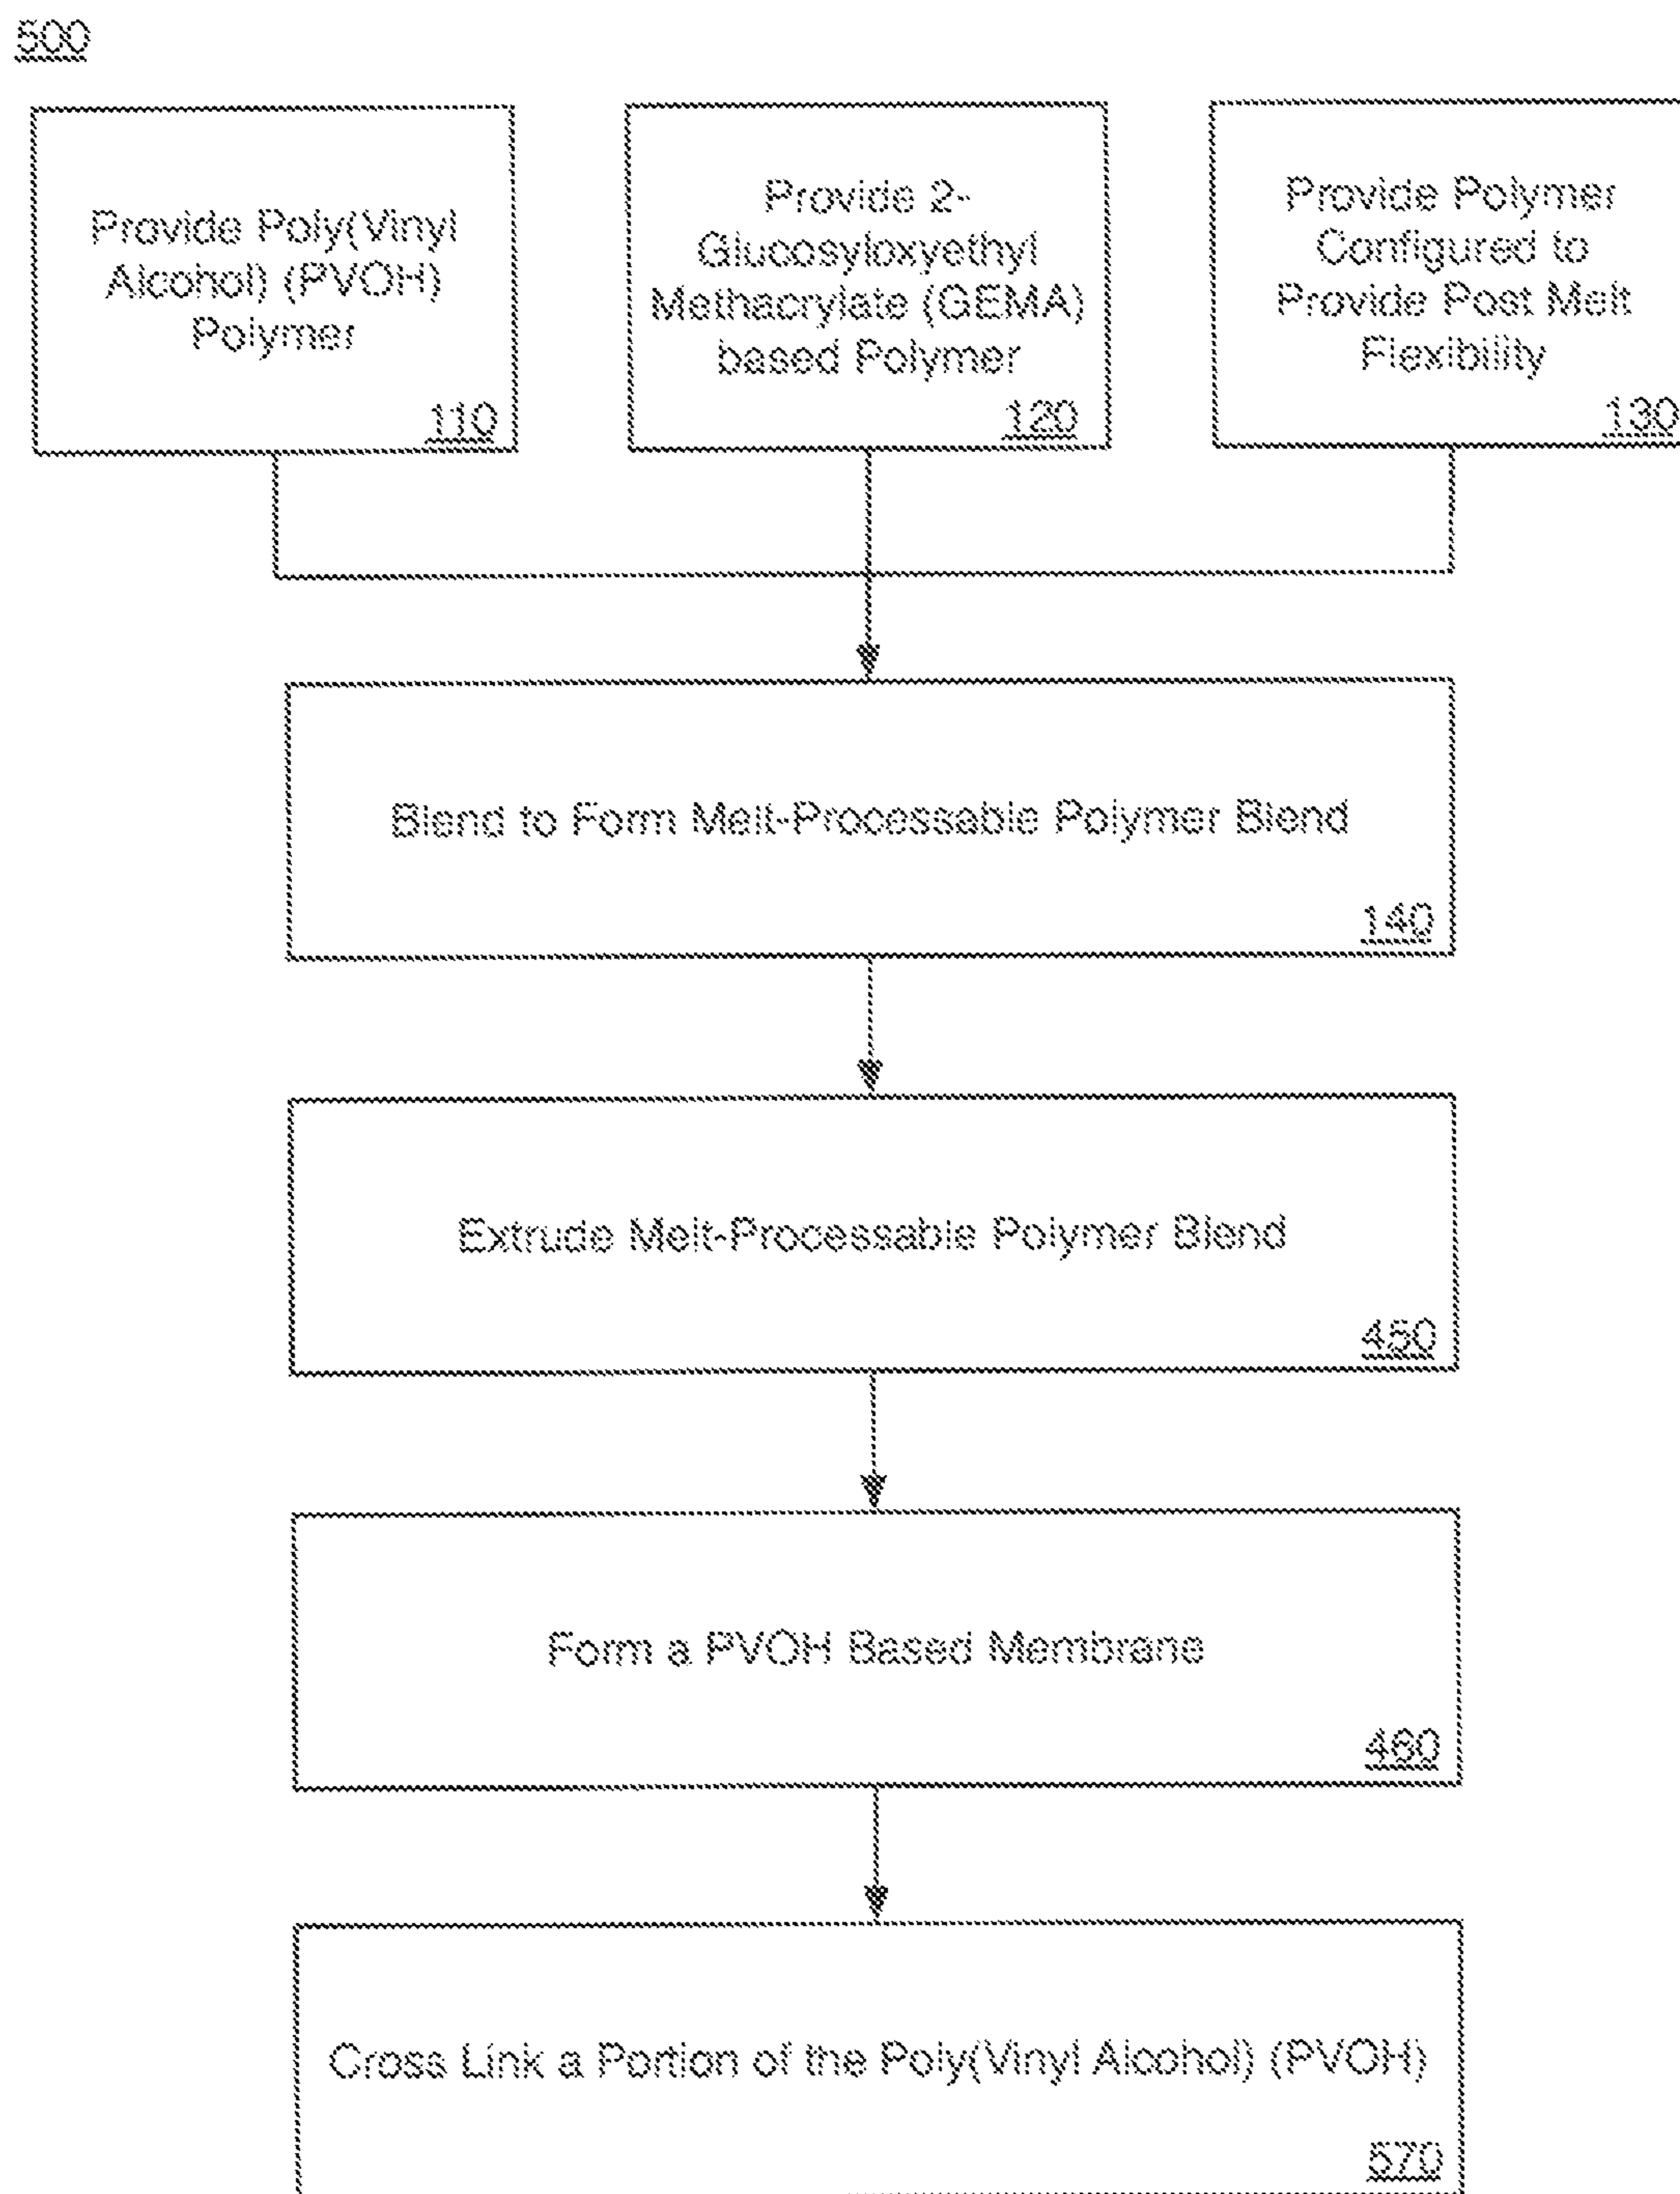 500
Provide Poly(Vinyl
Alcohol) (PVOH)
Polymer
110
Provide 2-
Glucosyloxyethyl
Methacrylate (GEMA)
based Polymer
120
Provide Polymer
Configured to
Provide Post Melt
Flexibility
130
Blend to Form Melt-Processable Polymer Blend
140
Extrude Melt-Processable Polymer Blend
450
Form a PVOH Based Membrane
460
Cross Link a Portion of the Poly(Vinyl Alcohol) (PVOH)
570